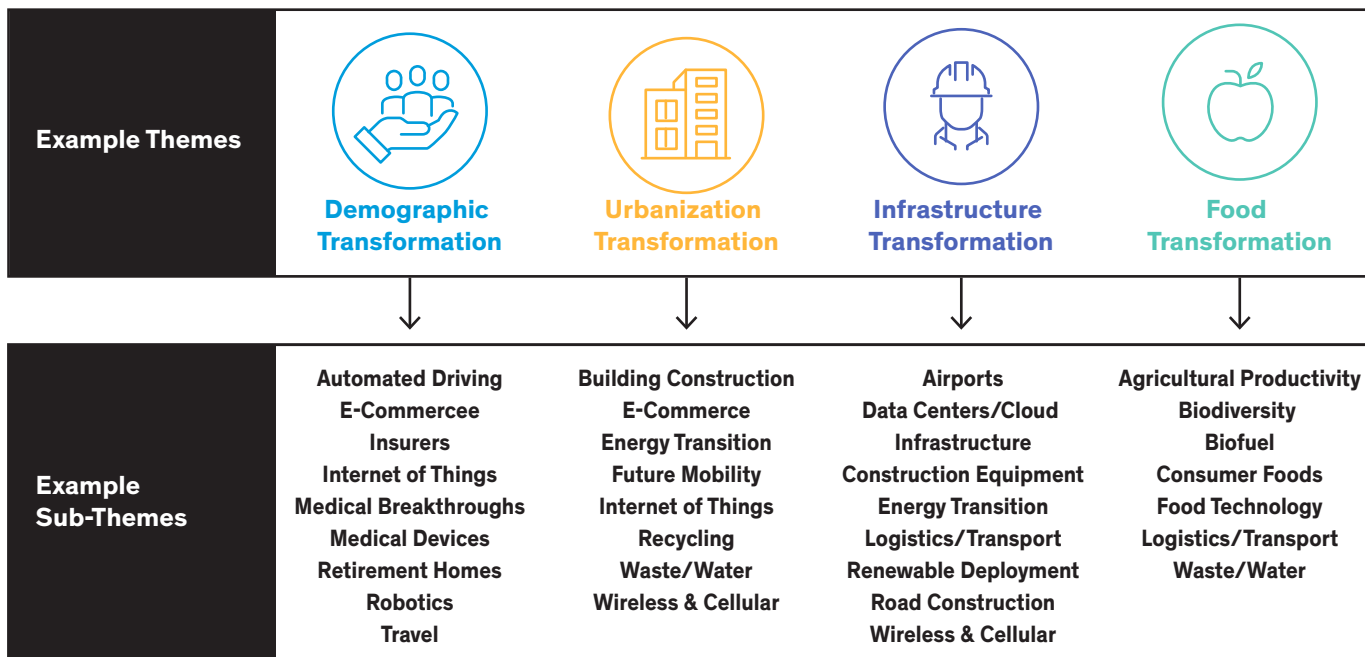 Example Themes
Demographic
Transformation
Urbanization
Transformation
Infrastructure
Transformation
Food
Transformation
Example
Sub-Themes
Automated Driving
E-Commercee
Insurers
Internet of Things
Medical Breakthroughs
Medical Devices
Retirement Homes
Robotics
Travel
Building Construction
E-Commerce
Energy Transition
Future Mobility
Internet of Things
Recycling
Waste/Water
Wireless & Cellular
Airports
Data Centers/Cloud
Infrastructure
Construction Equipment
Energy Transition
Logistics/Transport
Renewable Deployment
Road Construction
Wireless & Cellular
Agricultural Productivity
Biodiversity
Biofuel
Consumer Foods
Food Technology
Logistics/Transport
Waste/Water